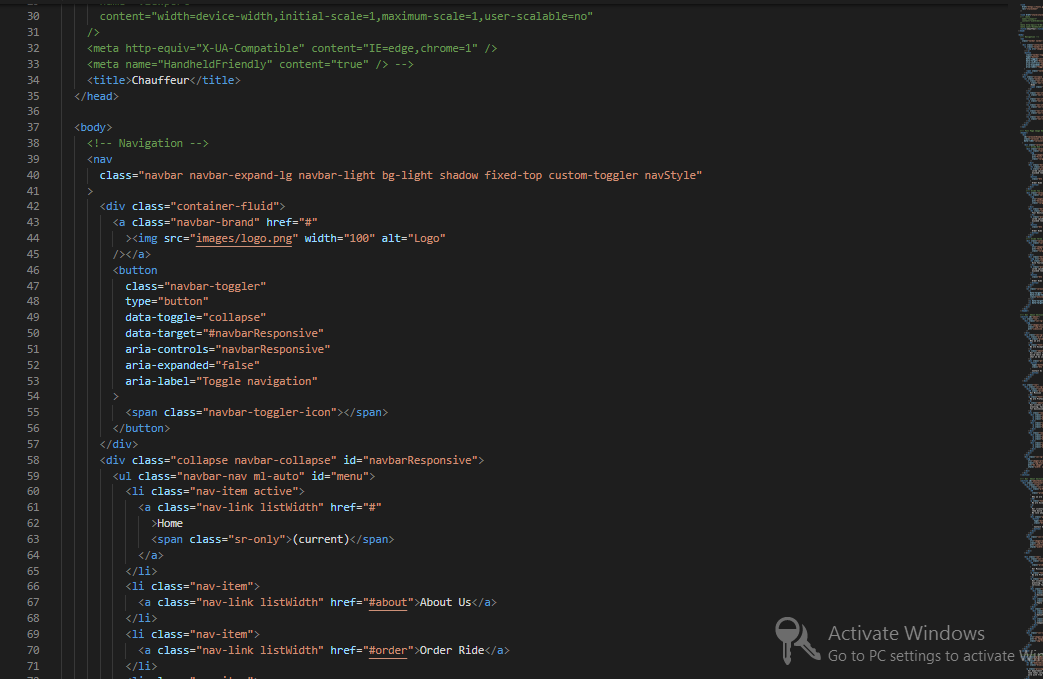 30 content="width=device-width,initial-scale=1,maximum-scale=1,user-scalable=no"
31 />
32 <meta http-equiv="X-UA-Compatible" content="IE=edge,chrome=1" />
33 <meta name="HandheldFriendly" content="true" /> -->
34 <title>Chauffeur</title>
35 </head>
36
37 <body>
38 <!-- Navigation -->
39 <nav
40 class="navbar navbar-expand-lg navbar-light bg-light shadow fixed-top custom-toggler navStyle"
41 >
42 <div class="container-fluid">
43 <a class="navbar-brand" href="#"
44 ><img src="images/logo.png" width="100" alt="Logo"
45 /></a>
46 <button
47 class="navbar-toggler"
48 type="button"
49 data-toggle="collapse"
50 data-target="#navbarResponsive"
51 aria-controls="navbarResponsive"
52 aria-expanded="false"
53 aria-label="Toggle navigation"
54 >
55 <span class="navbar-toggler-icon"></span>
56 </button>
57 </div>
58 <div class="collapse navbar-collapse" id="navbarResponsive">
59 <ul class="navbar-nav ml-auto" id="menu">
60 <li class="nav-item active">
61 <a class="nav-link listWidth" href="#"
62 >Home
63 <span class="sr-only">(current)</span>
64 </a>
65 </li>
66 <li class="nav-item">
67 <a class="nav-link listWidth" href="#about">About Us</a>
68 </li>
69 <li class="nav-item">
70 <a class="nav-link listWidth" href="#order">Order Ride</a>
71 </li>
Activate Windows
Go to PC settings to activate Win